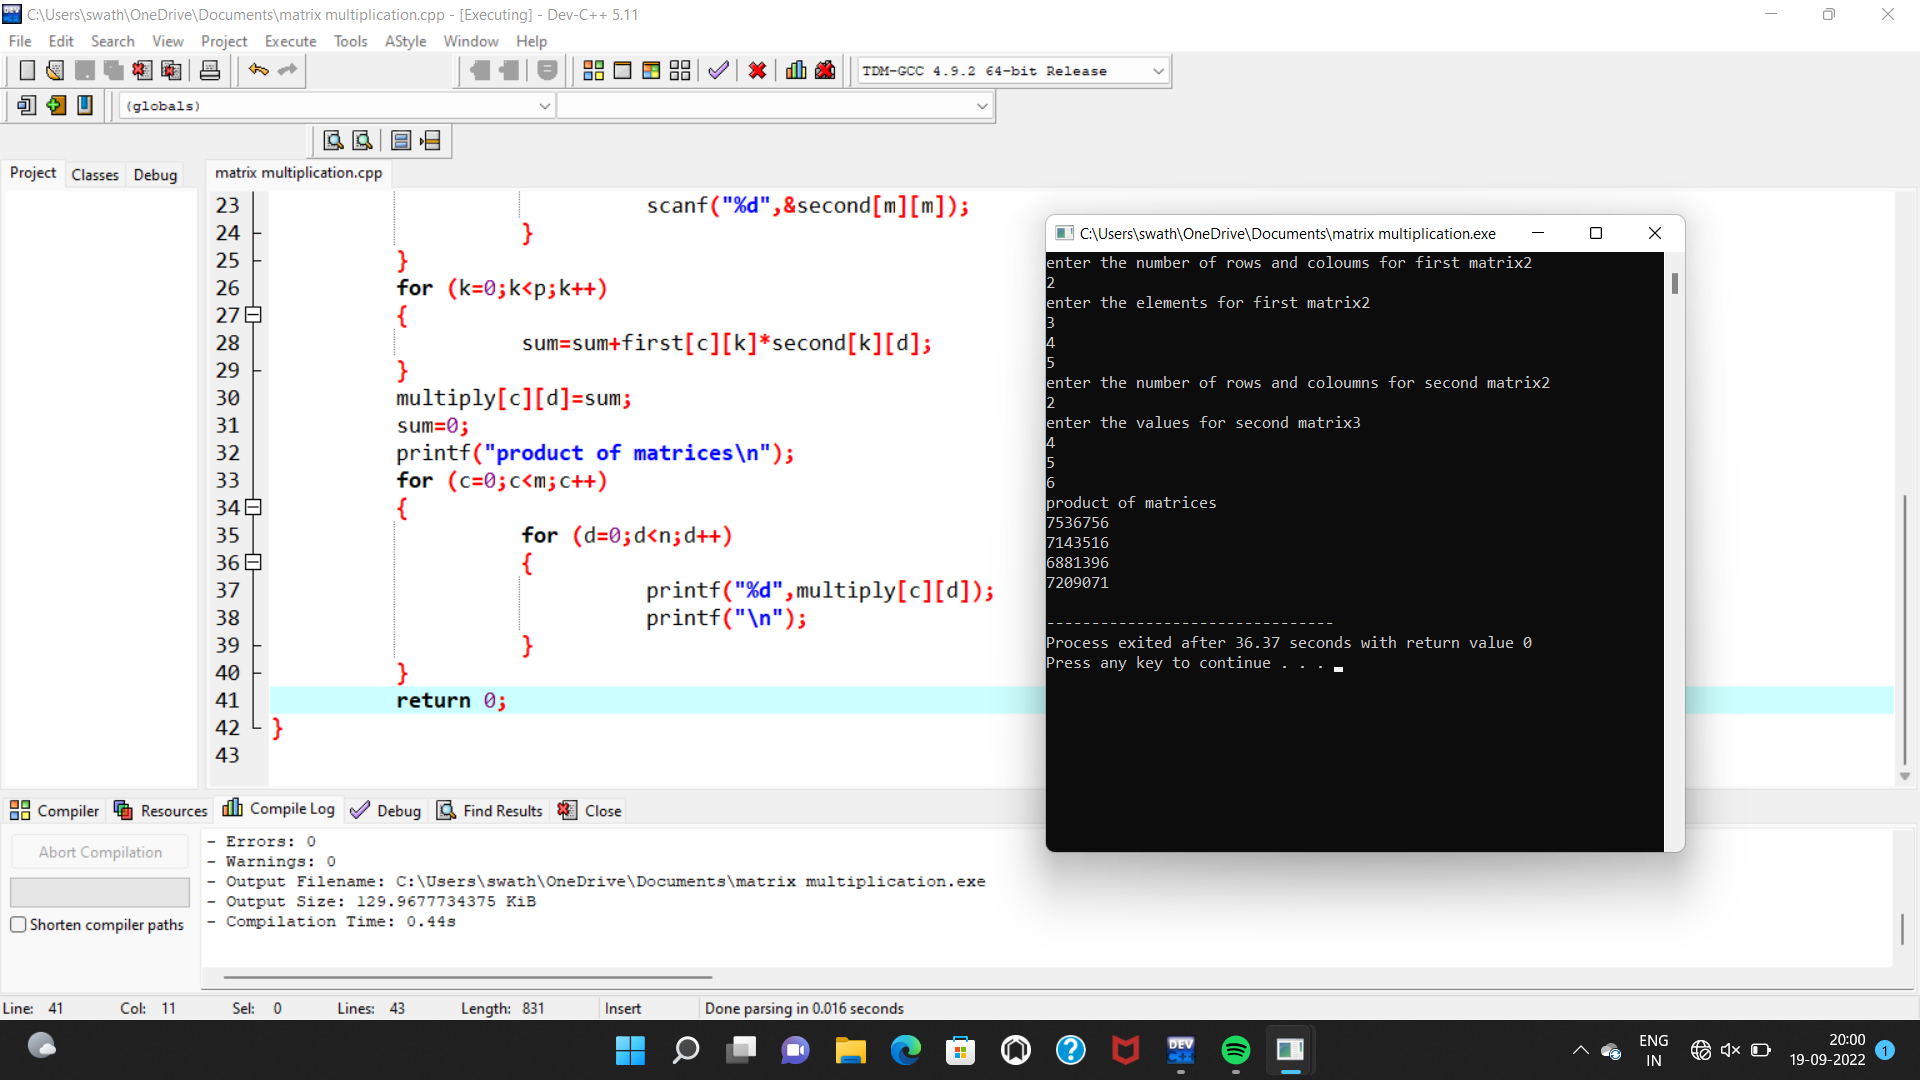 C:\Users\swath\OneDrive\Documents\matrix multiplication.cpp - [Executing] - Dev-C++ 5.11
File Edit Search View Project Execute Tools AStyle Window Help
TDM-GCC 4.9.2 64-bit Release
(globals)
Project Classes Debug
matrix multiplication.cpp
23 scanf("%d",&second[m][m]);
24 }
25 }
26 for (k=0;k<p;k++)
27 {
28 sum=sum+first[c][k]*second[k][d];
29 }
30 multiply[c][d]=sum;
31 sum=0;
32 printf("product of matrices\n");
33 for (c=0;c<m;c++)
34 {
35 for (d=0;d<n;d++)
36 {
37 printf("%d",multiply[c][d]);
38 printf("\n");
39 }
40 }
41 return 0;
42 }
43
C:\Users\swath\OneDrive\Documents\matrix multiplication.exe
enter the number of rows and coloums for first matrix2
2
enter the elements for first matrix2
3
4
5
enter the number of rows and coloumns for second matrix2
2
enter the values for second matrix3
4
5
6
product of matrices
7536756
7143516
6881396
7209071
--------------------------------
Process exited after 36.37 seconds with return value 0
Press any key to continue . . .
Compiler Resources Compile Log Debug Find Results Close
Abort Compilation
Shorten compiler paths
- Errors: 0
- Warnings: 0
- Output Filename: C:\Users\swath\OneDrive\Documents\matrix multiplication.exe
- Output Size: 129.9677734375 KiB
- Compilation Time: 0.44s
Line: 41 Col: 11 Sel: 0 Lines: 43 Length: 831 Insert Done parsing in 0.016 seconds
DEV C++
ENG
IN
20:00
19-09-2022
1